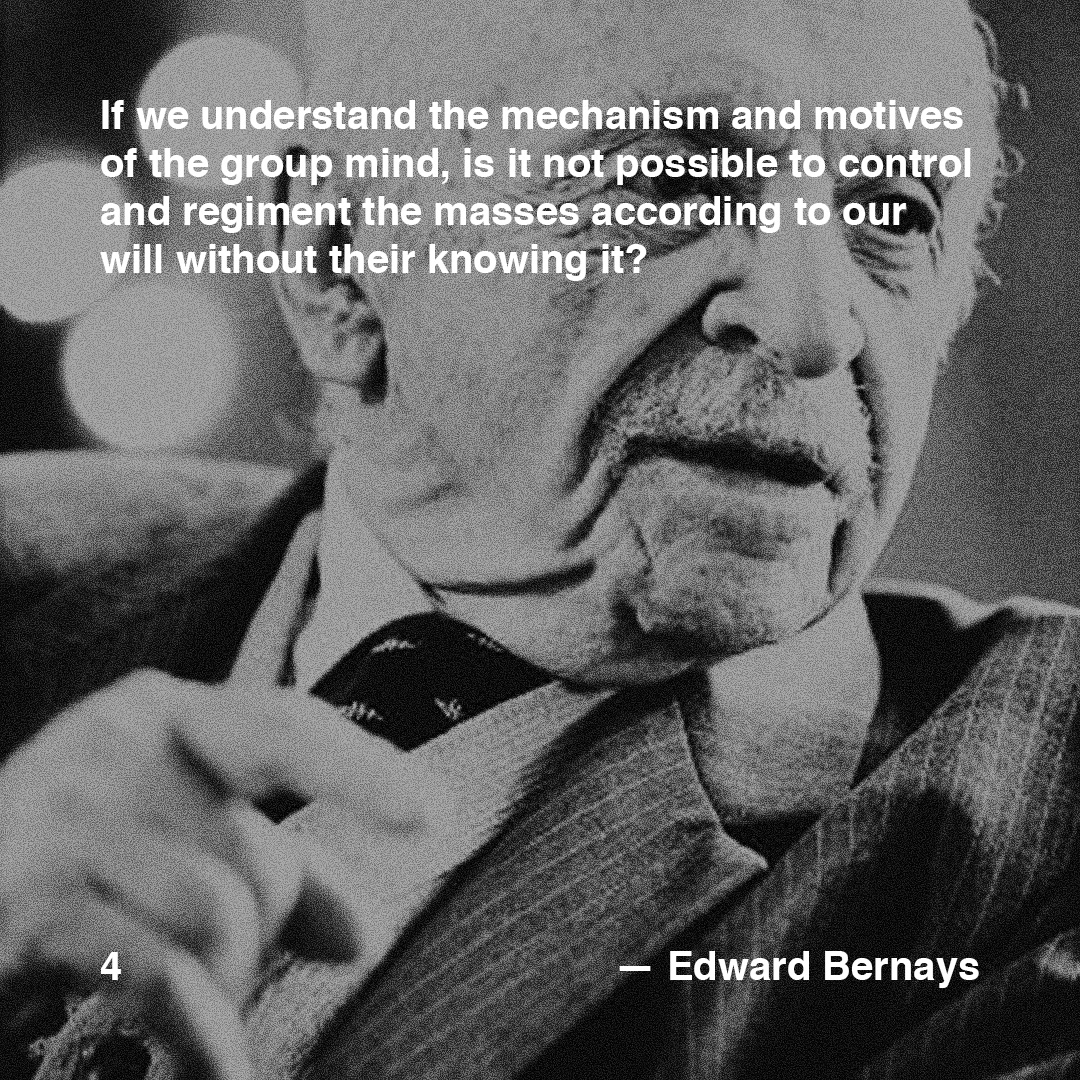 If we understand the mechanism and motives
of the group mind, is it not possible to control
and regiment the masses according to our
will without their knowing it?
4
— Edward Bernays